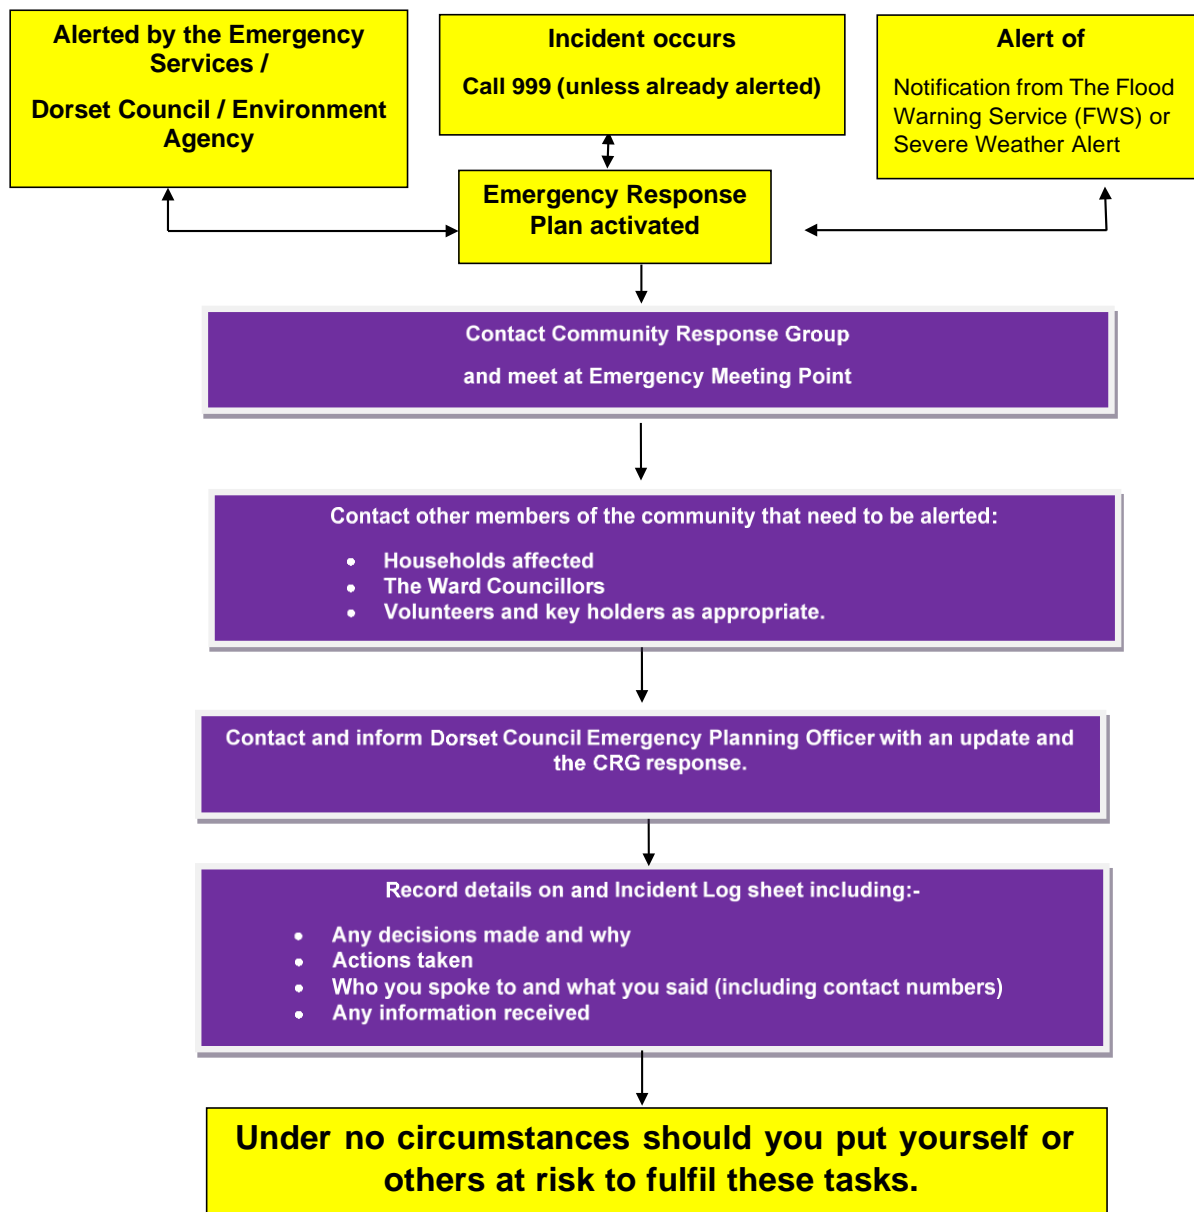 Alerted by the Emergency
Services /
Dorset Council / Environment
Agency
Incident occurs
Call 999 (unless already alerted)
Alert of
Notification from The Flood
Warning Service (FWS) or
Severe Weather Alert
Emergency Response
Plan activated
Contact Community Response Group
and meet at Emergency Meeting Point
Contact other members of the community that need to be alerted:
• Households affected
• The Ward Councillors
• Volunteers and key holders as appropriate.
Contact and inform Dorset Council Emergency Planning Officer with an update and
the CRG response.
Record details on and Incident Log sheet including:-
• Any decisions made and why
• Actions taken
• Who you spoke to and what you said (including contact numbers)
• Any information received
Under no circumstances should you put yourself or
others at risk to fulfil these tasks.